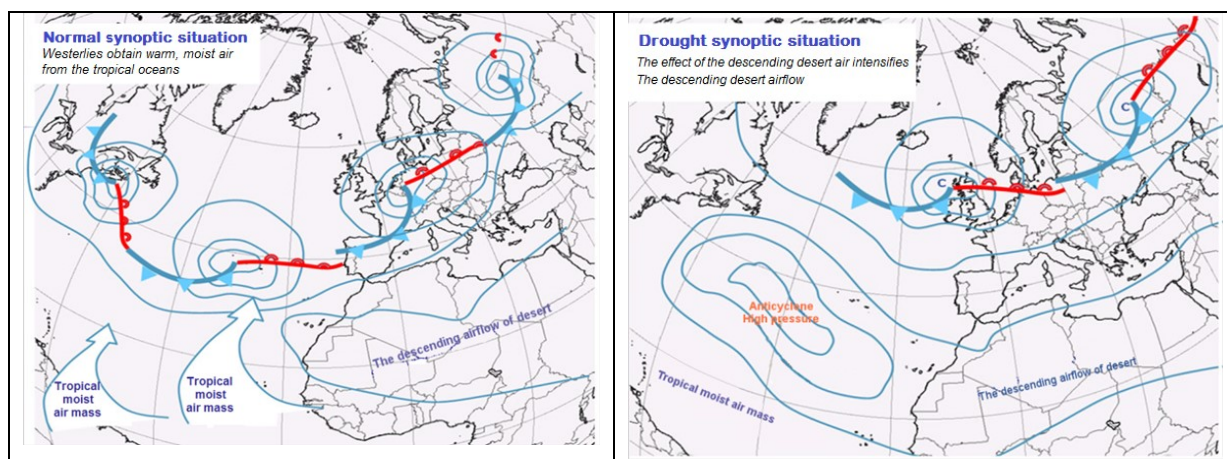 Normal synoptic situation
Westerlies obtain warm, moist air
from the tropical oceans
The descending airflow of desert
Tropical
moist
air mass
Tropical
moist
air mass
Drought synoptic situation
The effect of the descending desert air intensifies
The descending desert airflow
C
C
Anticyclone
High pressure
Tropical moist air mass
The descending airflow of desert